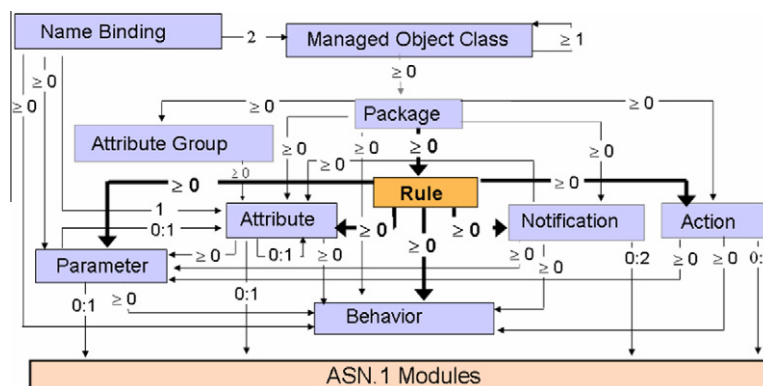 Name Binding
2
Managed Object Class
≥ 1
≥ 0
≥ 0
≥ 0
≥ 0
Package
≥ 0
≥ 0
Attribute Group
≥ 0
≥ 0
≥ 0
≥ 0
≥ 0
≥ 0
Rule
≥ 0
1
Attribute
Notification
Action
0:1
≥ 0
≥ 0
≥ 0
Parameter
≥ 0
0:1
≥ 0
≥ 0
≥ 0
0:2
≥ 0
≥ 0
0:
0:1
≥ 0
0:1
Behavior
ASN.1 Modules